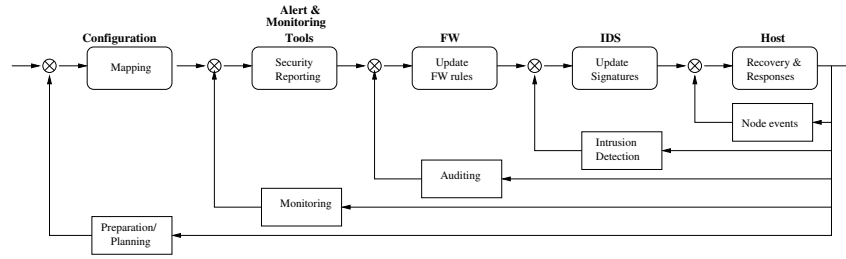 Alert &
Monitoring
Configuration
Tools
FW
IDS
Host
Mapping
Security
Reporting
Update
FW rules
Update
Signatures
Recovery &
Responses
Node events
Intrusion
Detection
Auditing
Monitoring
Preparation/
Planning